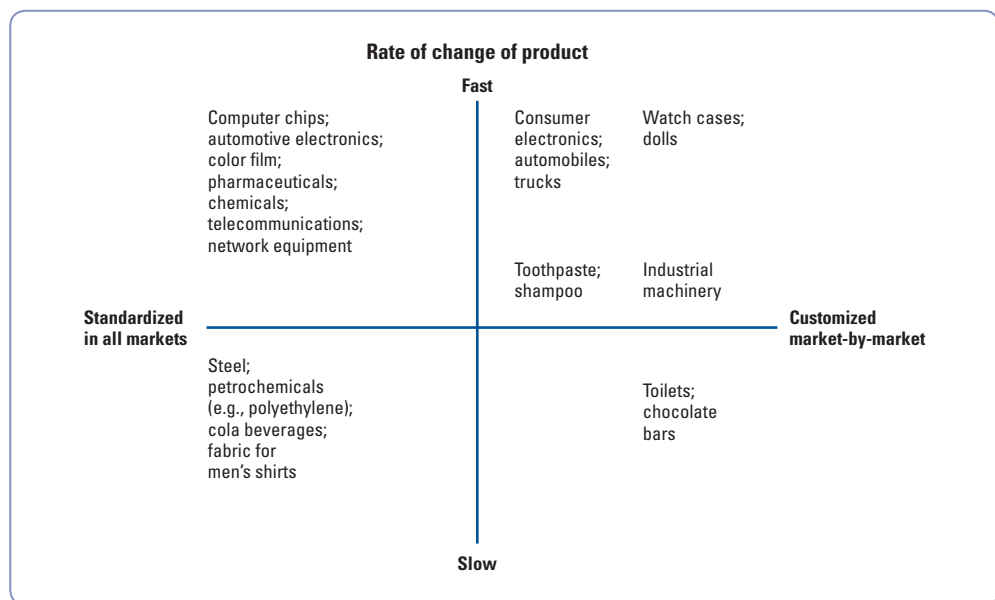 Rate of change of product
Fast
Computer chips;
automotive electronics;
color film;
pharmaceuticals;
chemicals;
telecommunications;
network equipment
Consumer
electronics;
automobiles;
trucks
Watch cases;
dolls
Toothpaste;
shampoo
Industrial
machinery
Standardized
in all markets
Customized
market-by-market
Steel;
petrochemicals
(e.g., polyethylene);
cola beverages;
fabric for
men's shirts
Toilets;
chocolate
bars
Slow